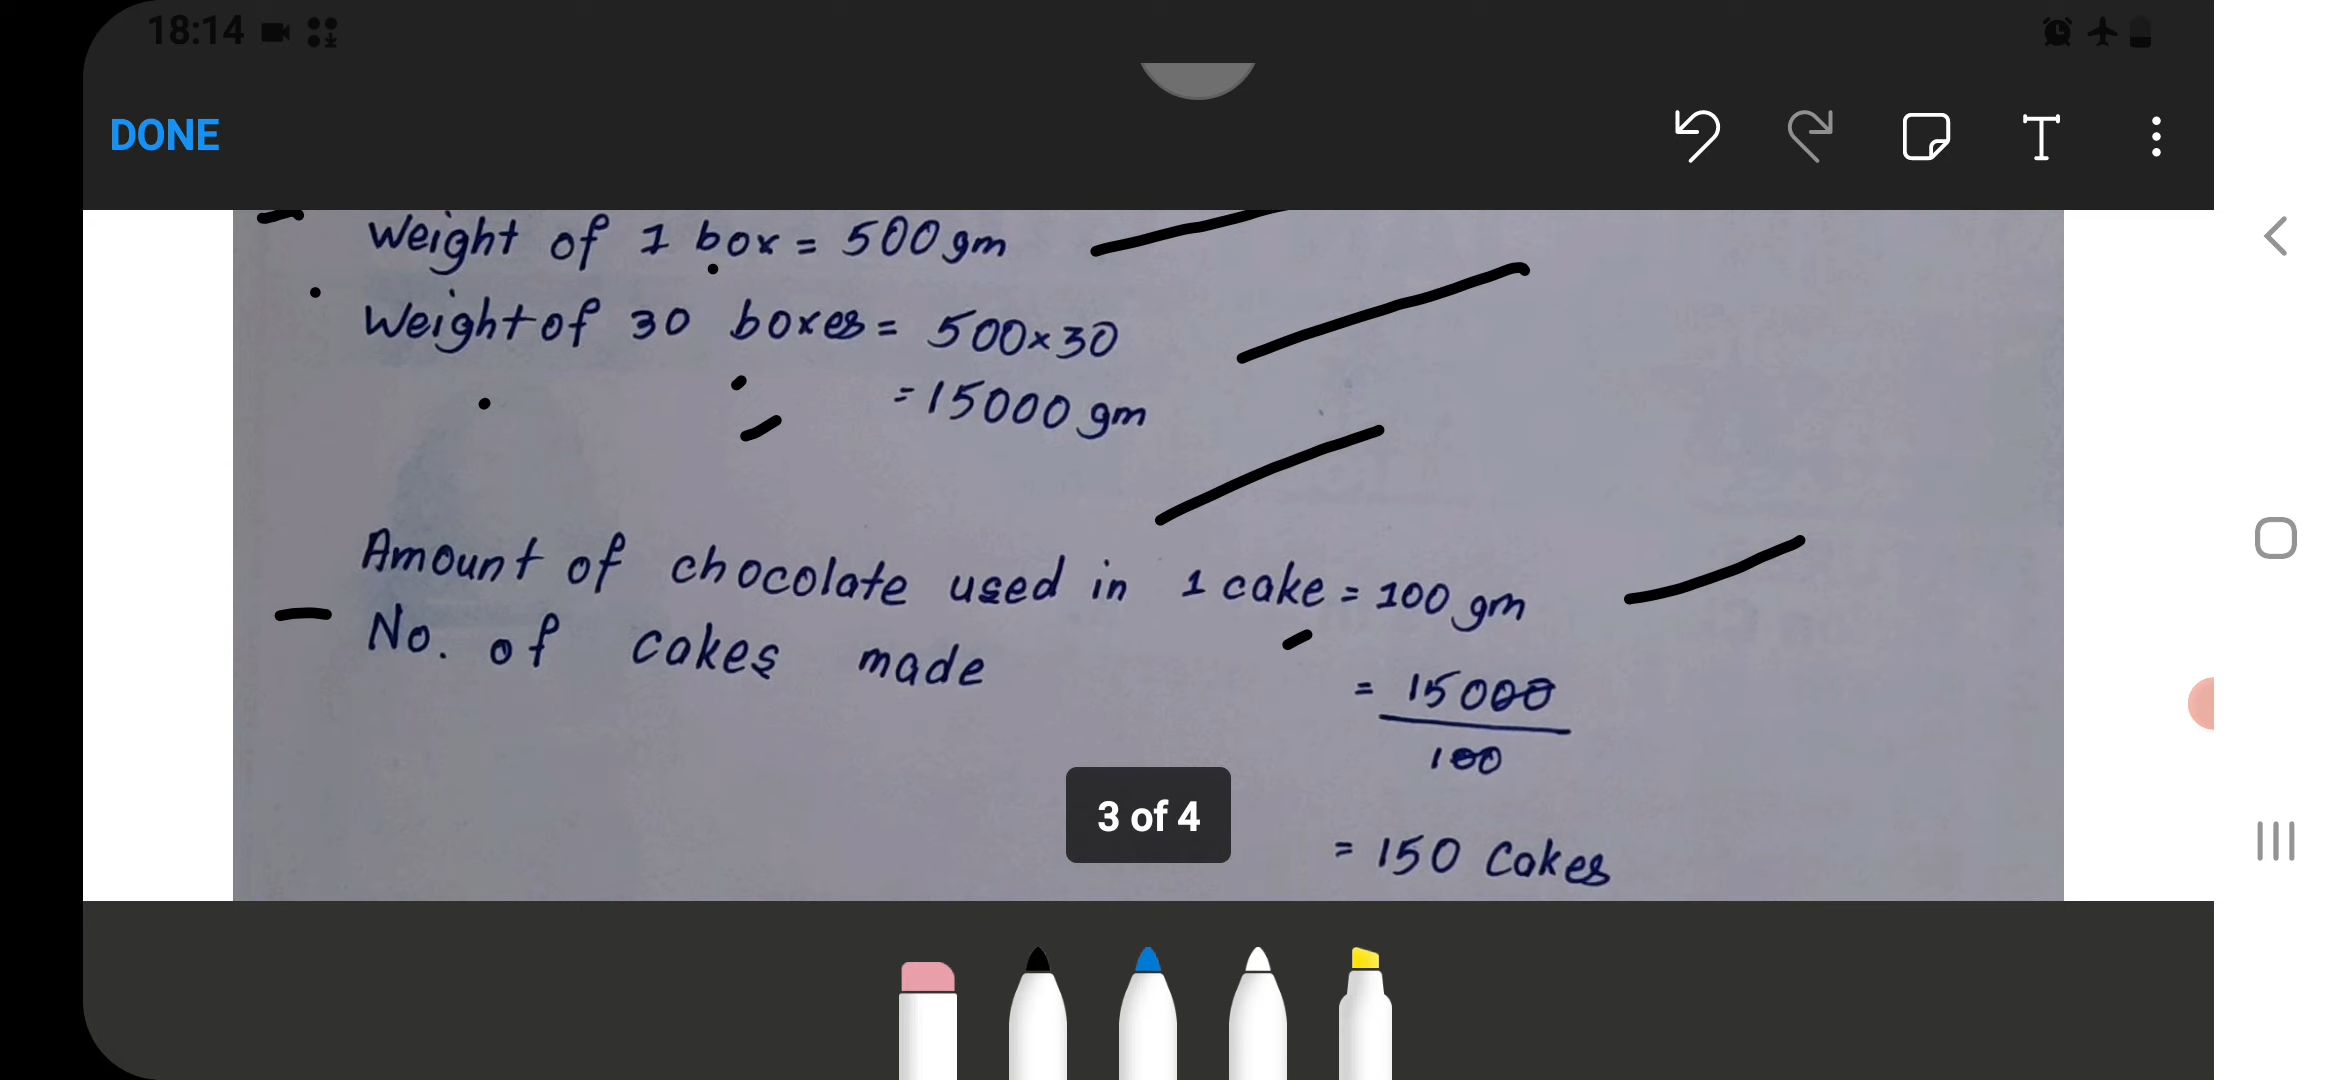 18:14
DONE
Weight of 1 box = 500 gm
Weight of 30 boxes = 500×30
= 15000 gm
Amount of chocolate used in 1 cake = 100 gm
No. of cakes made
= 15000
100
3 of 4
= 150 Cakes